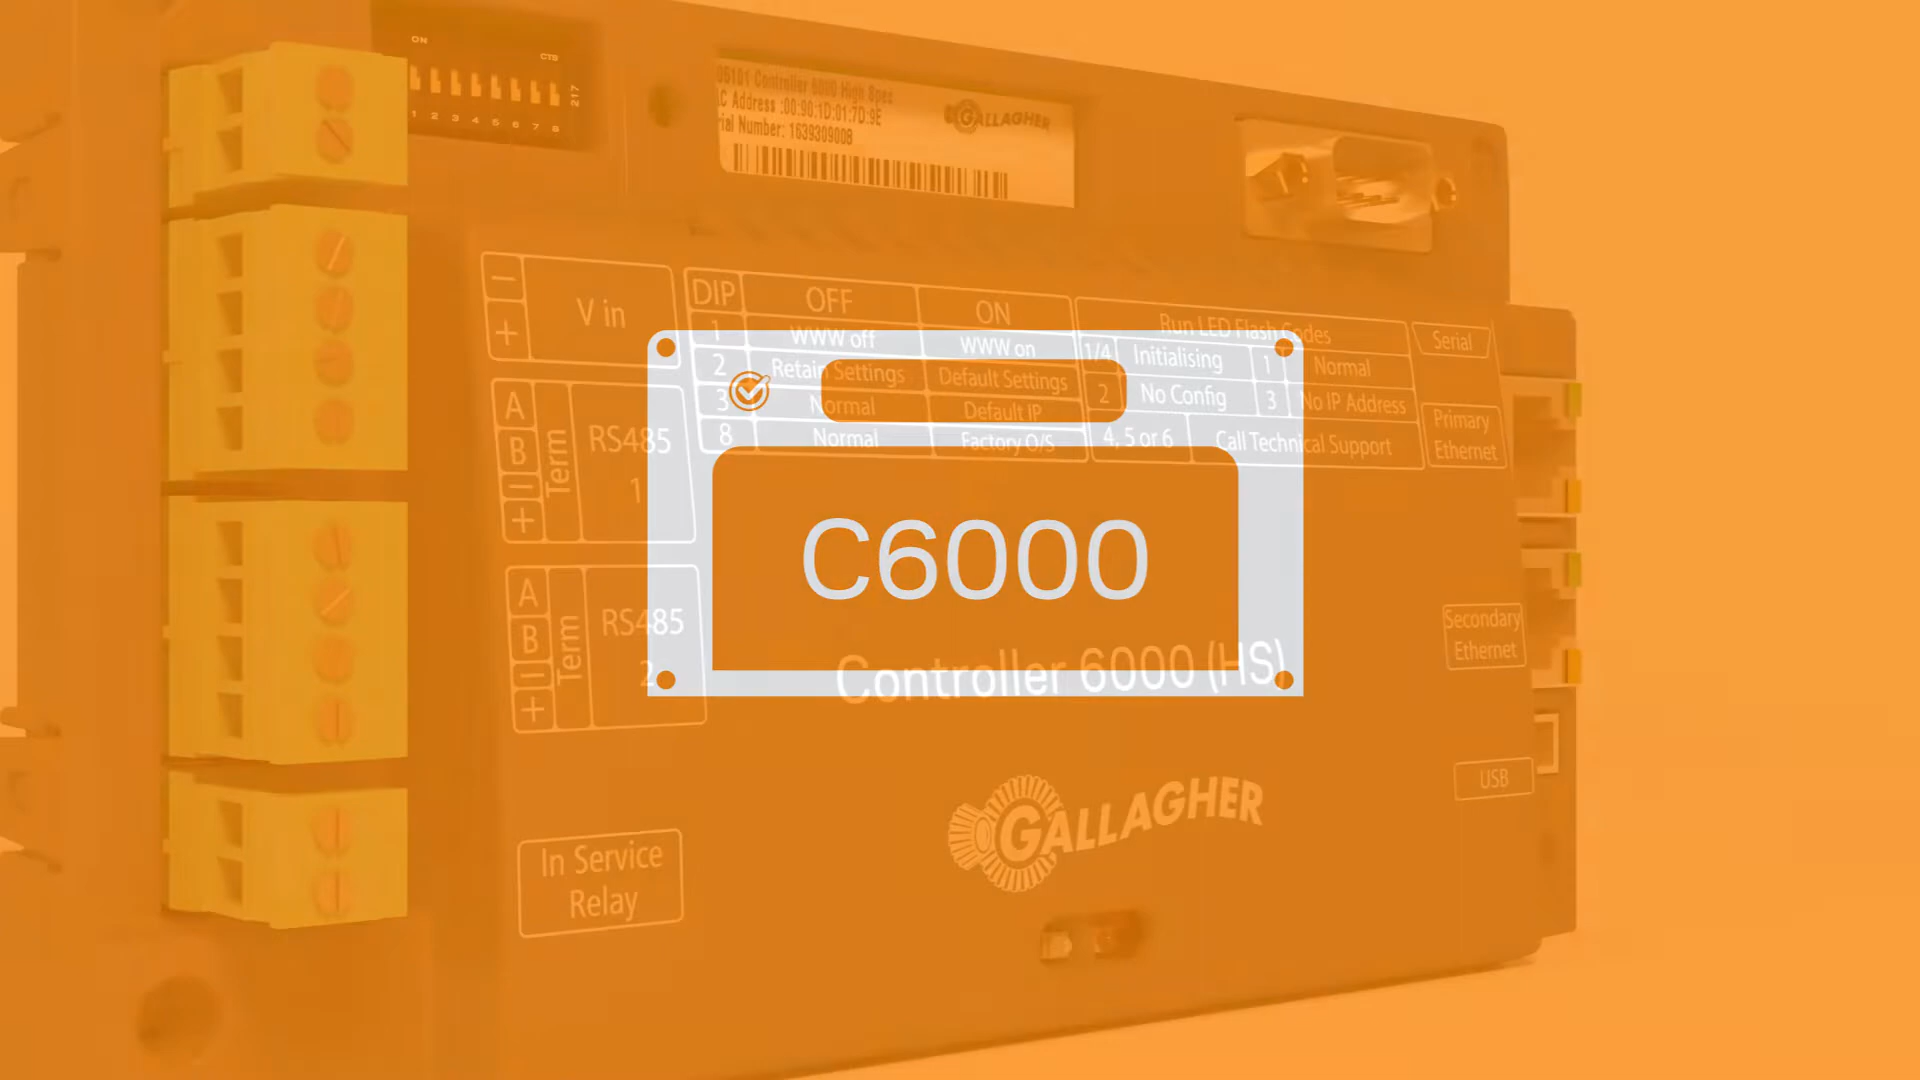 ON
CTS
1 2 3 4 5 6 7 8
217
05101 Controller 6000 High Spec
C Address :00:90:1D:01:7D:9E
ial Number: 1639309008
GALLAGHER
−
+
V in
DIP OFF ON
1 WWW off WWW on
2 Retain Settings Default Settings
3 Normal Default IP
8 Normal Factory O/S
Run LED Flash Codes
1/4 Initialising 1 Normal
2 No Config 3 No IP Address
4, 5 or 6 Call Technical Support
Serial
Primary
Ethernet
A
B
−
+
Term
RS485
1
C6000
A
B
−
+
Term
RS485
2
Secondary
Ethernet
Controller 6000 (HS)
USB
GALLAGHER
In Service
Relay